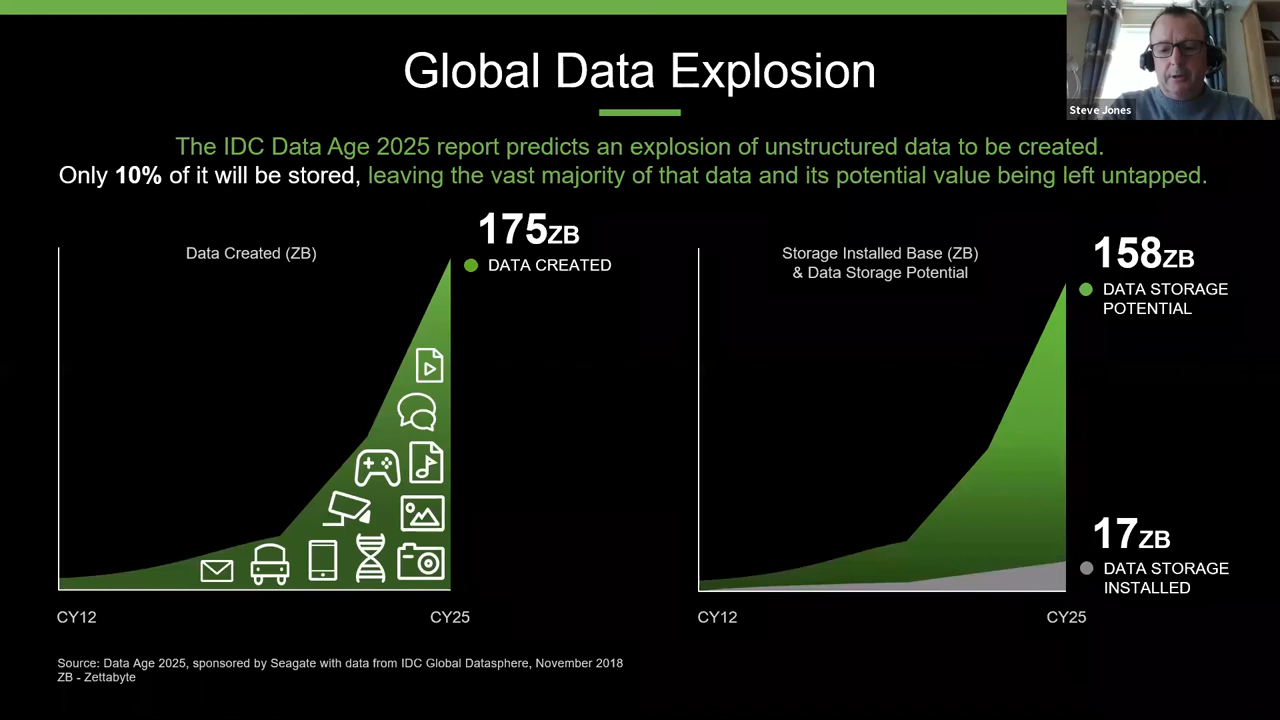 Global Data Explosion
Steve Jones
The IDC Data Age 2025 report predicts an explosion of unstructured data to be created.
Only 10% of it will be stored, leaving the vast majority of that data and its potential value being left untapped.
Data Created (ZB)
175ZB
DATA CREATED
CY12
CY25
Storage Installed Base (ZB)
& Data Storage Potential
158ZB
DATA STORAGE
POTENTIAL
17ZB
DATA STORAGE
INSTALLED
CY12
CY25
Source: Data Age 2025, sponsored by Seagate with data from IDC Global Datasphere, November 2018
ZB - Zettabyte